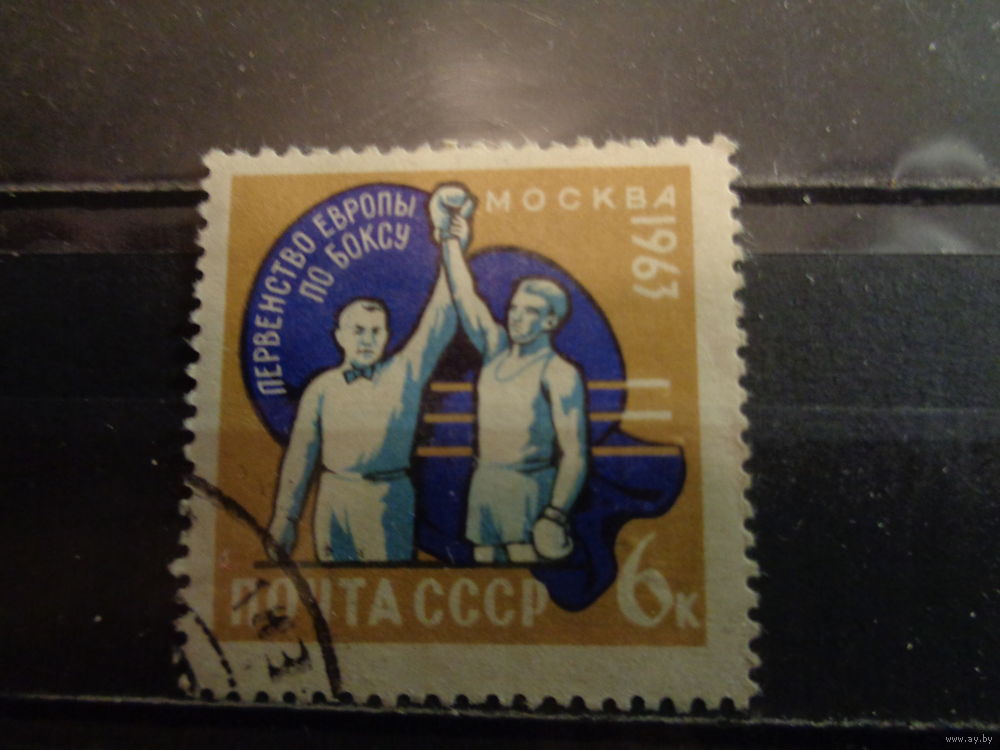 ПЕРВЕНСТВО ЕВРОПЫ
ПО БОКСУ
МОСКВА
1963
ПОЧТА СССР
6к
www.ay.by